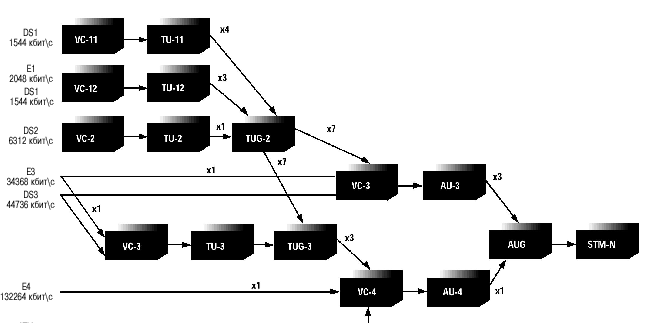 DS1
1544 кбит\с
VC-11
TU-11
x4
E1
2048 кбит\с
DS1
1544 кбит\с
VC-12
TU-12
x3
DS2
6312 кбит\с
VC-2
TU-2
x1
TUG-2
x7
x7
E3
34368 кбит\с
DS3
44736 кбит\с
x1
VC-3
AU-3
x3
x1
VC-3
TU-3
TUG-3
x3
AUG
STM-N
E4
132264 кбит\с
x1
VC-4
AU-4
x1